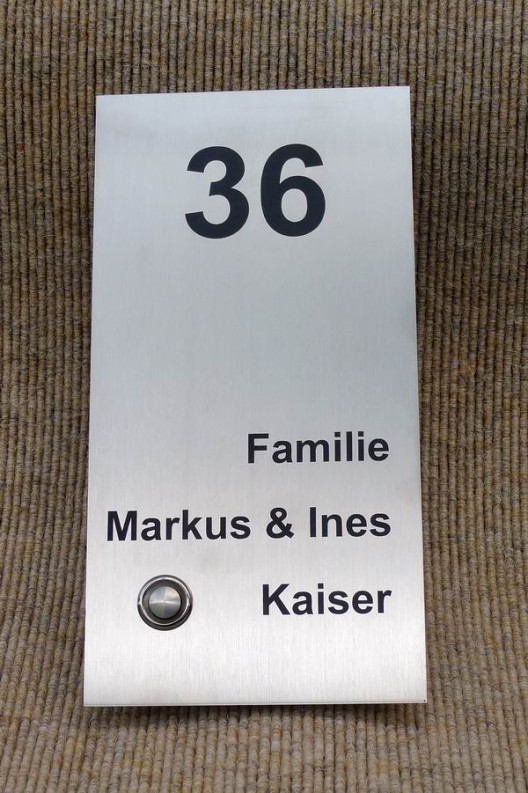 36
Familie
Markus & Ines
Kaiser